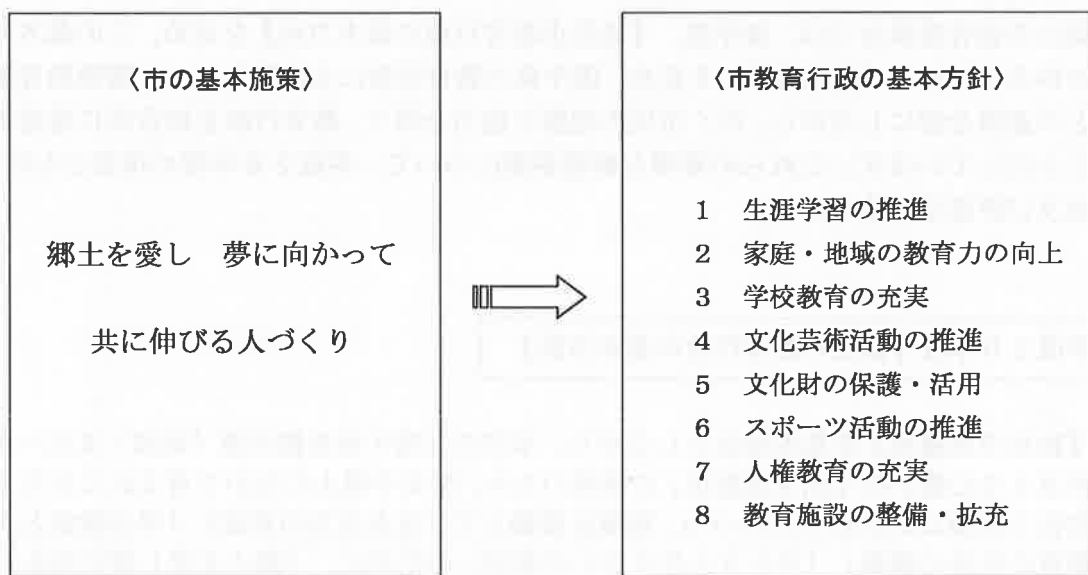 〈市の基本施策〉
郷土を愛し　夢に向かって
共に伸びる人づくり
〈市教育行政の基本方針〉
1　生涯学習の推進
2　家庭・地域の教育力の向上
3　学校教育の充実
4　文化芸術活動の推進
5　文化財の保護・活用
6　スポーツ活動の推進
7　人権教育の充実
8　教育施設の整備・拡充